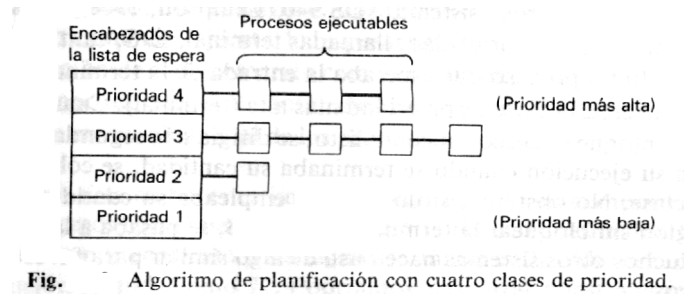 Procesos ejecutables
Encabezados de
la lista de espera
Prioridad 4
(Prioridad más alta)
Prioridad 3
Prioridad 2
Prioridad 1
(Prioridad más baja)
Fig. Algoritmo de planificación con cuatro clases de prioridad.